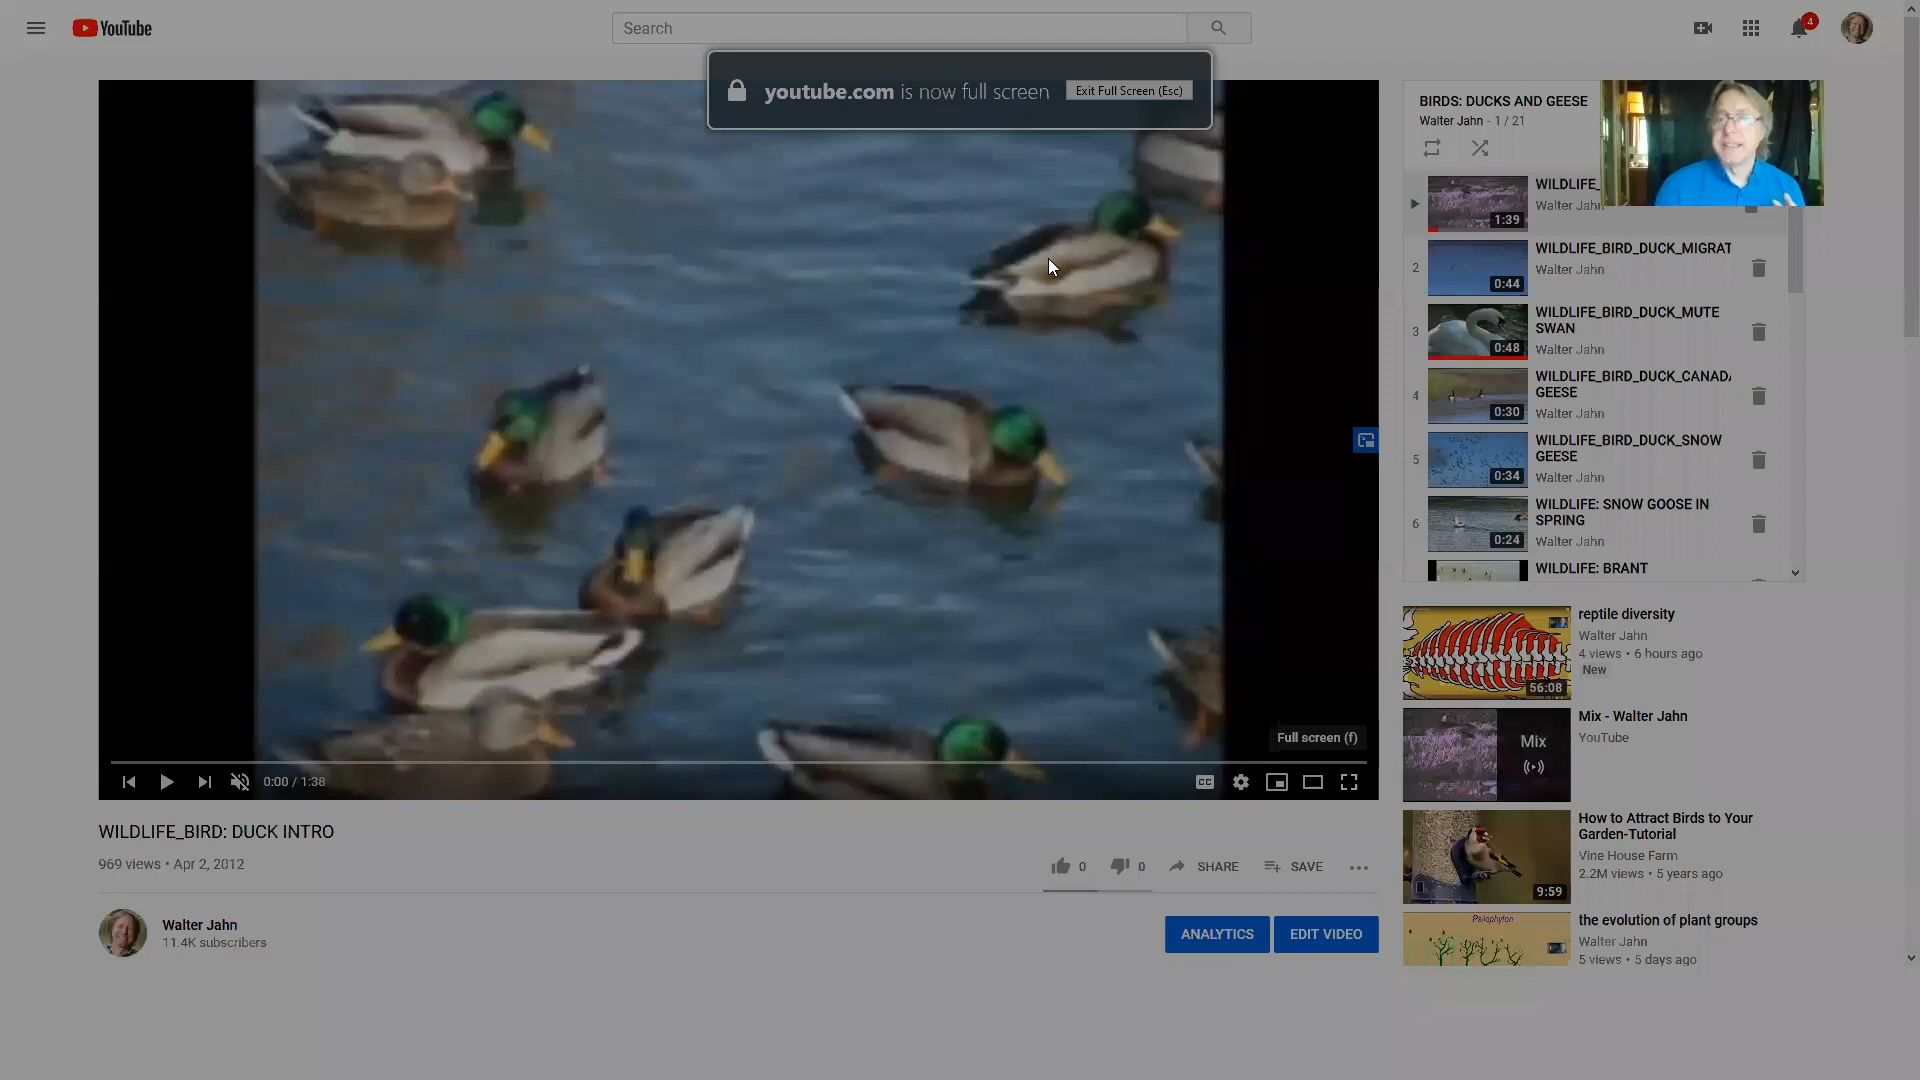 YouTube
Search
4
youtube.com is now full screen
Exit Full Screen (Esc)
BIRDS: DUCKS AND GEESE
Walter Jahn - 1 / 21
WILDLIFE_
Walter Jahn
1:39
2
WILDLIFE_BIRD_DUCK_MIGRAT
Walter Jahn
0:44
3
WILDLIFE_BIRD_DUCK_MUTE
SWAN
Walter Jahn
0:48
4
WILDLIFE_BIRD_DUCK_CANAD
GEESE
Walter Jahn
0:30
5
WILDLIFE_BIRD_DUCK_SNOW
GEESE
Walter Jahn
0:34
6
WILDLIFE: SNOW GOOSE IN
SPRING
Walter Jahn
0:24
WILDLIFE: BRANT
Full screen (f)
0:00 / 1:38
CC
WILDLIFE_BIRD: DUCK INTRO
969 views • Apr 2, 2012
0
0
SHARE
SAVE
Walter Jahn
11.4K subscribers
ANALYTICS
EDIT VIDEO
reptile diversity
Walter Jahn
4 views • 6 hours ago
New
56:08
Mix - Walter Jahn
YouTube
Mix
How to Attract Birds to Your
Garden-Tutorial
Vine House Farm
2.2M views • 5 years ago
9:59
Psilophyton
the evolution of plant groups
Walter Jahn
5 views • 5 days ago